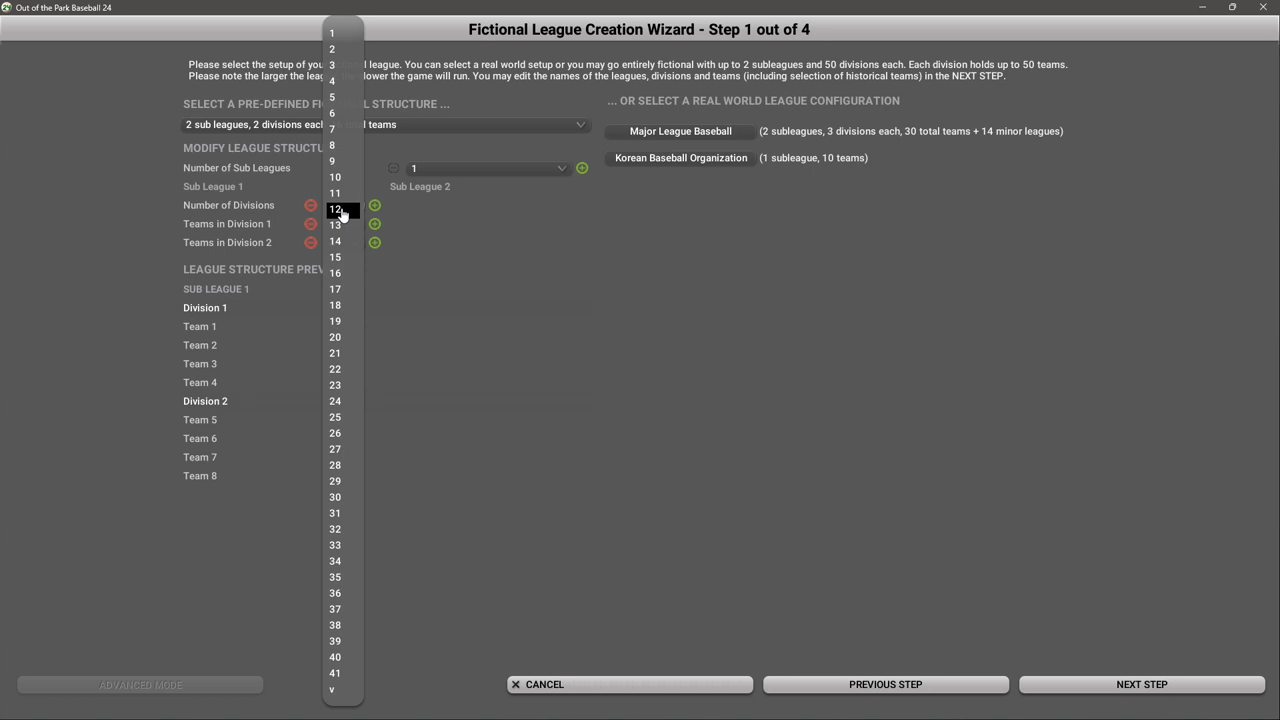 Out of the Park Baseball 24
Fictional League Creation Wizard - Step 1 out of 4
Please select the setup of you league. You can select a real world setup or you may go entirely fictional with up to 2 subleagues and 50 divisions each. Each division holds up to 50 teams.
Please note the larger the lea lower the game will run. You may edit the names of the leagues, divisions and teams (including selection of historical teams) in the NEXT STEP.
SELECT A PRE-DEFINED FI L STRUCTURE ...
... OR SELECT A REAL WORLD LEAGUE CONFIGURATION
2 sub leagues, 2 divisions eac teams
Major League Baseball (2 subleagues, 3 divisions each, 30 total teams + 14 minor leagues)
MODIFY LEAGUE STRUCTU
Korean Baseball Organization (1 subleague, 10 teams)
Number of Sub Leagues 1
Sub League 1 Sub League 2
Number of Divisions
Teams in Division 1
Teams in Division 2
LEAGUE STRUCTURE PREV
SUB LEAGUE 1
Division 1
Team 1
Team 2
Team 3
Team 4
Division 2
Team 5
Team 6
Team 7
Team 8
1
2
3
4
5
6
7
8
9
10
11
12
13
14
15
16
17
18
19
20
21
22
23
24
25
26
27
28
29
30
31
32
33
34
35
36
37
38
39
40
41
v
ADVANCED MODE
CANCEL
PREVIOUS STEP
NEXT STEP